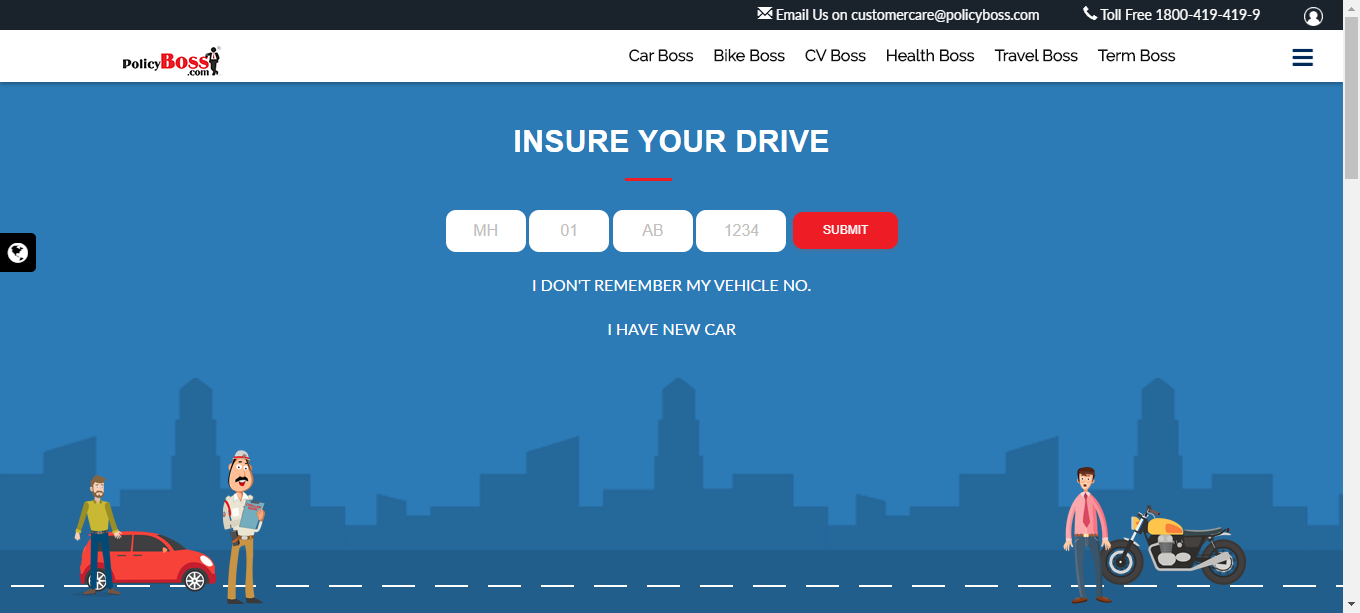 Email Us on customercare@policyboss.com
Toll Free 1800-419-419-9
PolicyBoss
.com
Car Boss
Bike Boss
CV Boss
Health Boss
Travel Boss
Term Boss
INSURE YOUR DRIVE
MH
01
AB
1234
SUBMIT
I DON'T REMEMBER MY VEHICLE NO.
I HAVE NEW CAR